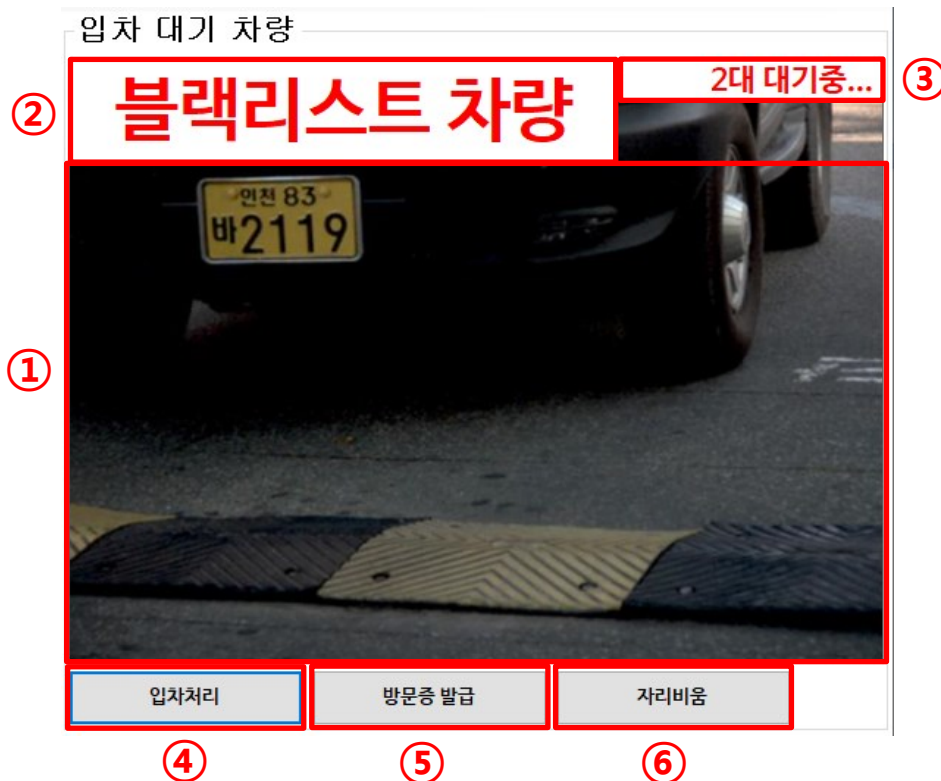 입차 대기 차량
② 블랙리스트 차량 2대 대기중... ③
인천 83
바2119
①
입차처리 방문증 발급 자리비움
④ ⑤ ⑥